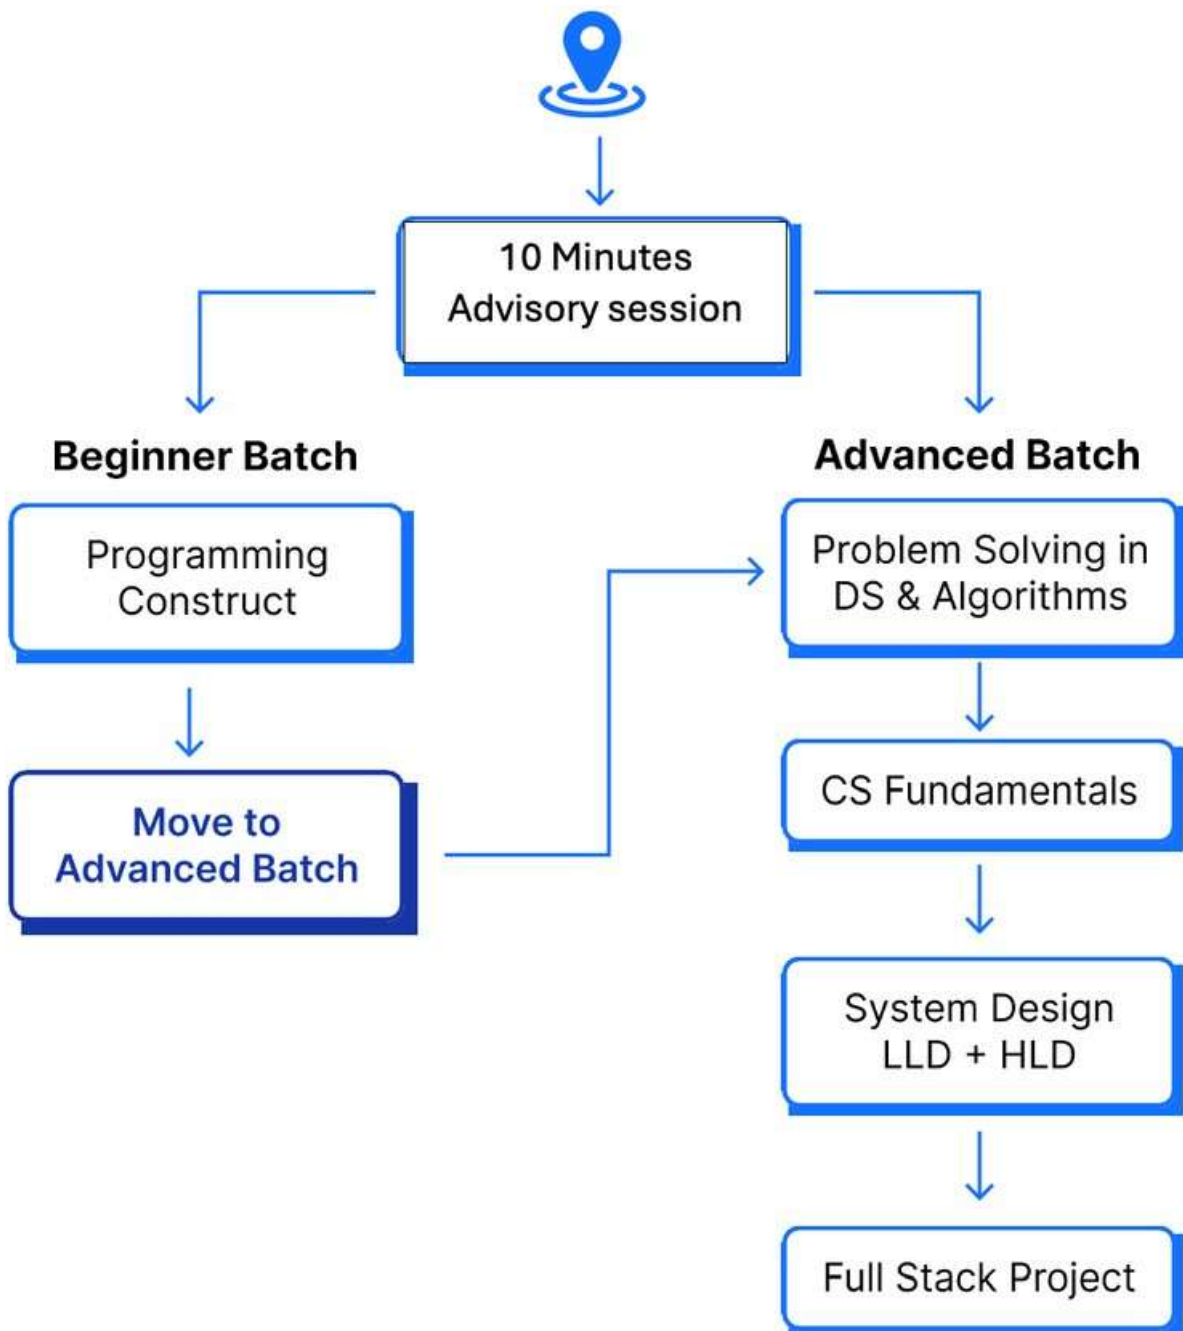 10 Minutes
Advisory session
Beginner Batch
Programming
Construct
Move to
Advanced Batch
Advanced Batch
Problem Solving in
DS & Algorithms
CS Fundamentals
System Design
LLD + HLD
Full Stack Project